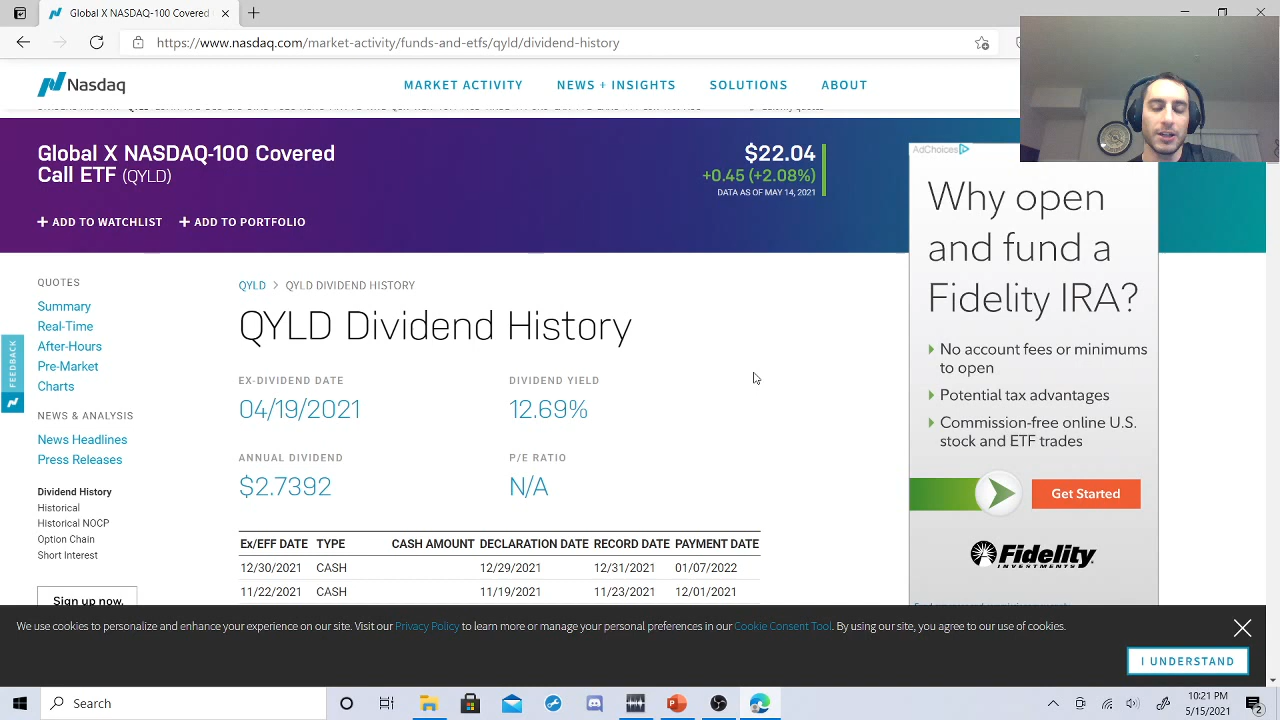 Global X NASDAQ-100 Covered C
https://www.nasdaq.com/market-activity/funds-and-etfs/qyld/dividend-history
Nasdaq
MARKET ACTIVITY NEWS + INSIGHTS SOLUTIONS ABOUT
Global X NASDAQ-100 Covered
Call ETF (QYLD)
$22.04
+0.45 (+2.08%)
DATA AS OF MAY 14, 2021
+ ADD TO WATCHLIST + ADD TO PORTFOLIO
AdChoices
Why open
and fund a
Fidelity IRA?
No account fees or minimums
to open
Potential tax advantages
Commission-free online U.S.
stock and ETF trades
Get Started
Fidelity
INVESTMENTS
FEEDBACK
QUOTES
Summary
Real-Time
After-Hours
Pre-Market
Charts
NEWS & ANALYSIS
News Headlines
Press Releases
Dividend History
Historical
Historical NOCP
Option Chain
Short Interest
Sign up now.
QYLD > QYLD DIVIDEND HISTORY
QYLD Dividend History
EX-DIVIDEND DATE DIVIDEND YIELD
04/19/2021 12.69%
ANNUAL DIVIDEND P/E RATIO
$2.7392 N/A
Ex/EFF DATE TYPE CASH AMOUNT DECLARATION DATE RECORD DATE PAYMENT DATE
12/30/2021 CASH 12/29/2021 12/31/2021 01/07/2022
11/22/2021 CASH 11/19/2021 11/23/2021 12/01/2021
We use cookies to personalize and enhance your experience on our site. Visit our Privacy Policy to learn more or manage your personal preferences in our Cookie Consent Tool. By using our site, you agree to our use of cookies.
I UNDERSTAND
Search
10:21 PM
5/15/2021
2